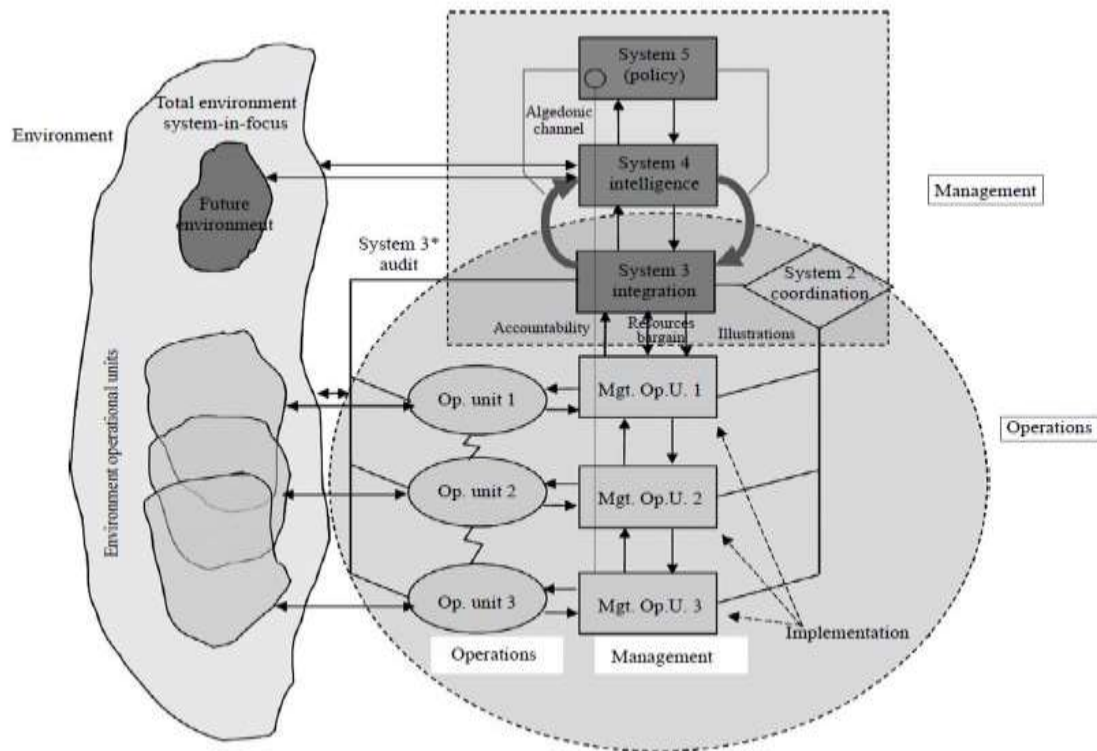 System 5
(policy)
Algedonic
channel
Environment
Total environment
system-in-focus
System 4
intelligence
Management
Future
environment
System 3*
audit
System 3
integration
System 2
coordination
Accountability
Resources
bargain
Illustrations
Environment operational units
Op. unit 1
Mgt. Op.U. 1
Operations
Op. unit 2
Mgt. Op.U. 2
Op. unit 3
Mgt. Op.U. 3
Implementation
Operations
Management